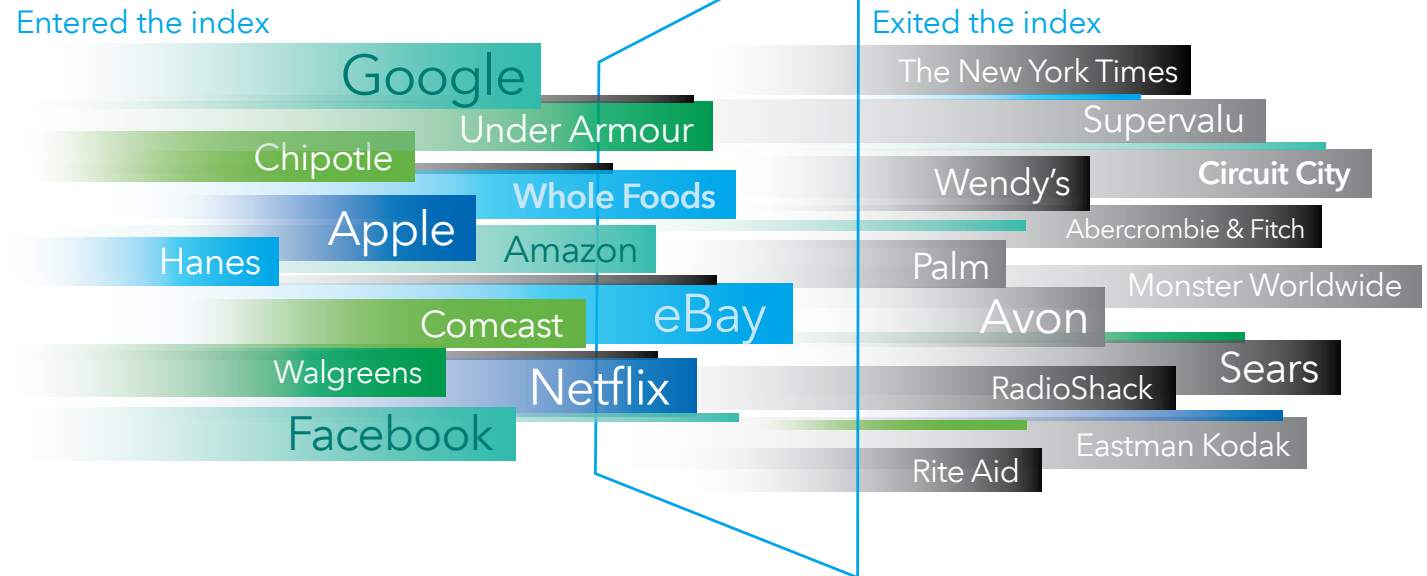 Entered the index
Google
Under Armour
Chipotle
Whole Foods
Apple
Amazon
Hanes
eBay
Comcast
Walgreens
Netflix
Facebook
Exited the index
The New York Times
Supervalu
Circuit City
Wendy’s
Abercrombie & Fitch
Palm
Monster Worldwide
Avon
Sears
RadioShack
Eastman Kodak
Rite Aid